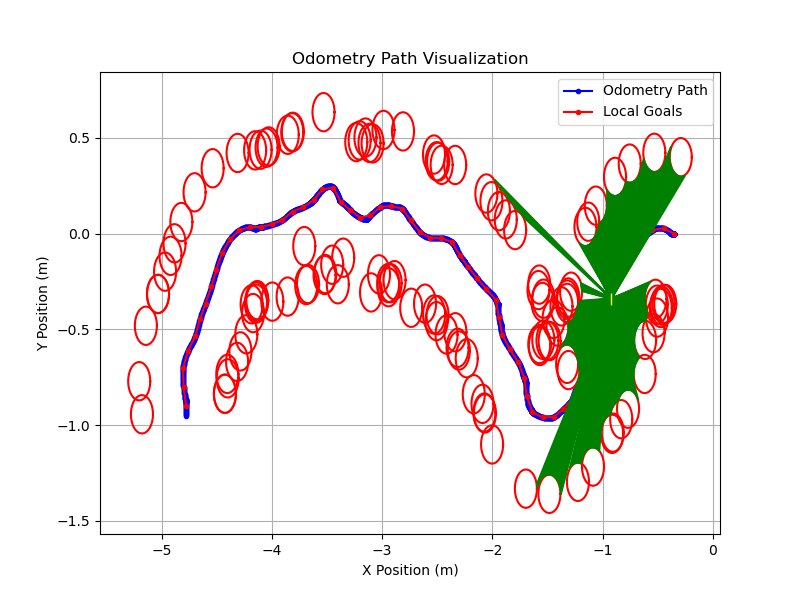 Odometry Path Visualization
Odometry Path
Local Goals
Y Position (m)
0.5
0.0
−0.5
−1.0
−1.5
−5
−4
−3
−2
−1
0
X Position (m)